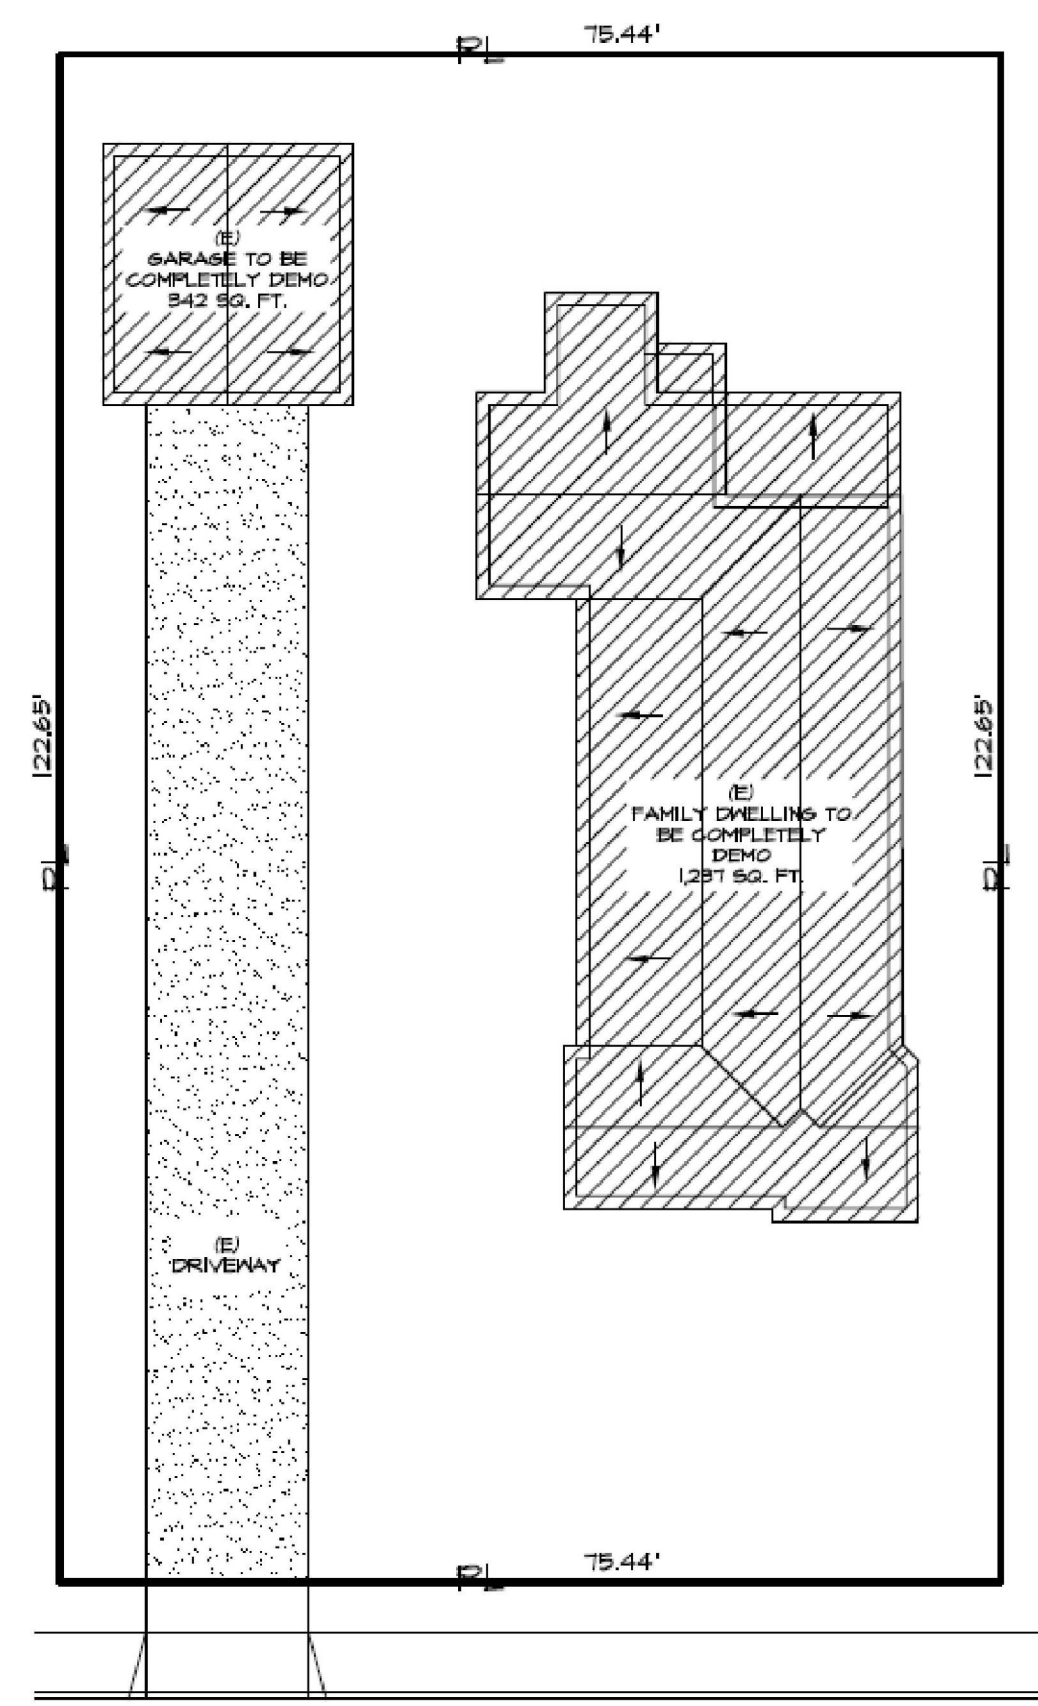 75.44'
PL
(E)
GARAGE TO BE
COMPLETELY DEMO
342 SQ. FT.
122.65'
PL
122.65'
PL
(E)
FAMILY DWELLING TO
BE COMPLETELY
DEMO
1,237 SQ. FT.
(E)
DRIVEWAY
75.44'
PL